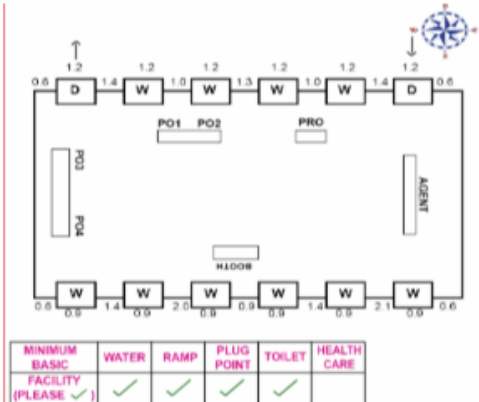 1.2 1.2 1.2 1.2 1.2 1.2
0.6 D 1.4 W 1.0 W 1.3 W 1.0 W 1.4 D 0.6
PO1 PO2 PRO
PO3
PO4
AGENT
BOOTH
W W W W W W
0.6 0.9 1.4 0.9 2.0 0.9 0.9 0.9 1.4 0.9 2.1 0.9 0.6
MINIMUM BASIC FACILITY (PLEASE ✓) WATER RAMP PLUG POINT TOILET HEALTH CARE
✓ ✓ ✓ ✓